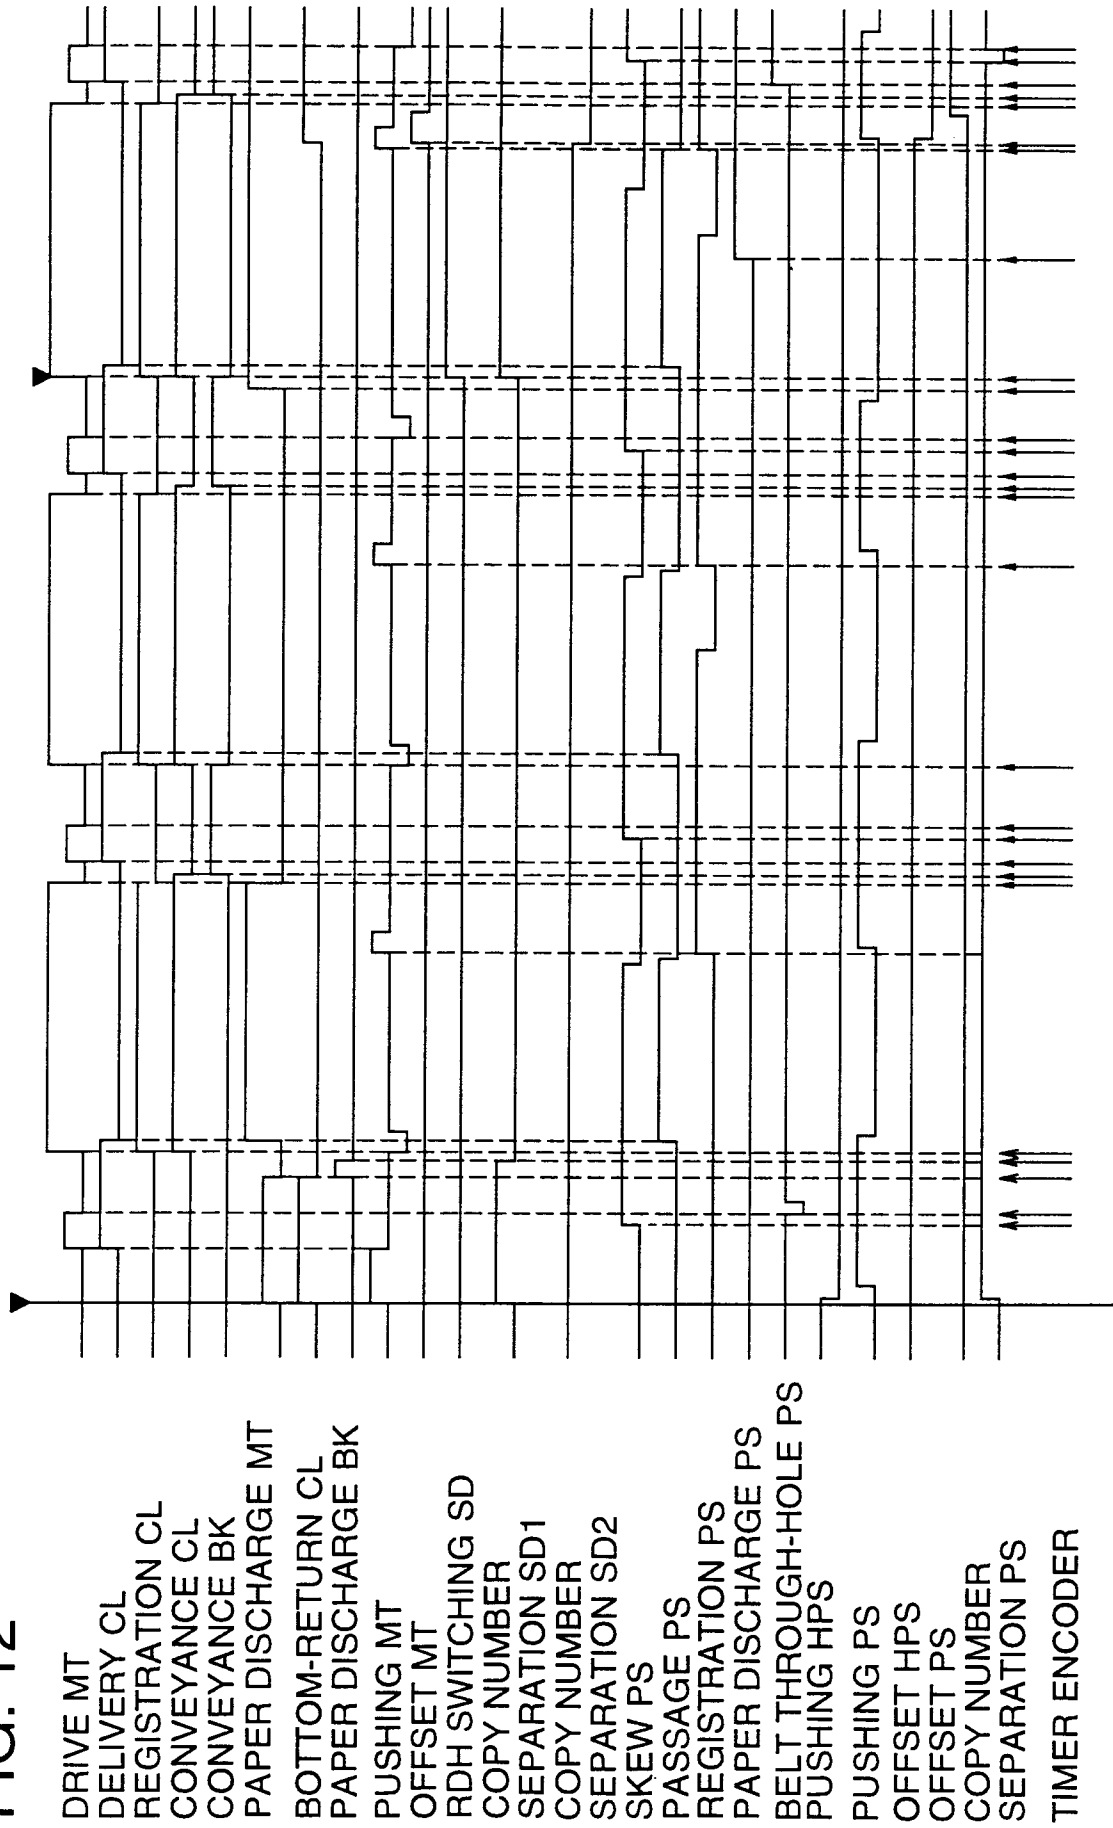 FIG. 12
DRIVE MT
DELIVERY CL
REGISTRATION CL
CONVEYANCE CL
CONVEYANCE BK
PAPER DISCHARGE MT
BOTTOM-RETURN CL
PAPER DISCHARGE BK
PUSHING MT
OFFSET MT
RDH SWITCHING SD
COPY NUMBER
SEPARATION SD1
COPY NUMBER
SEPARATION SD2
SKEW PS
PASSAGE PS
REGISTRATION PS
PAPER DISCHARGE PS
BELT THROUGH-HOLE PS
PUSHING HPS
PUSHING PS
OFFSET HPS
OFFSET PS
COPY NUMBER
SEPARATION PS
TIMER ENCODER